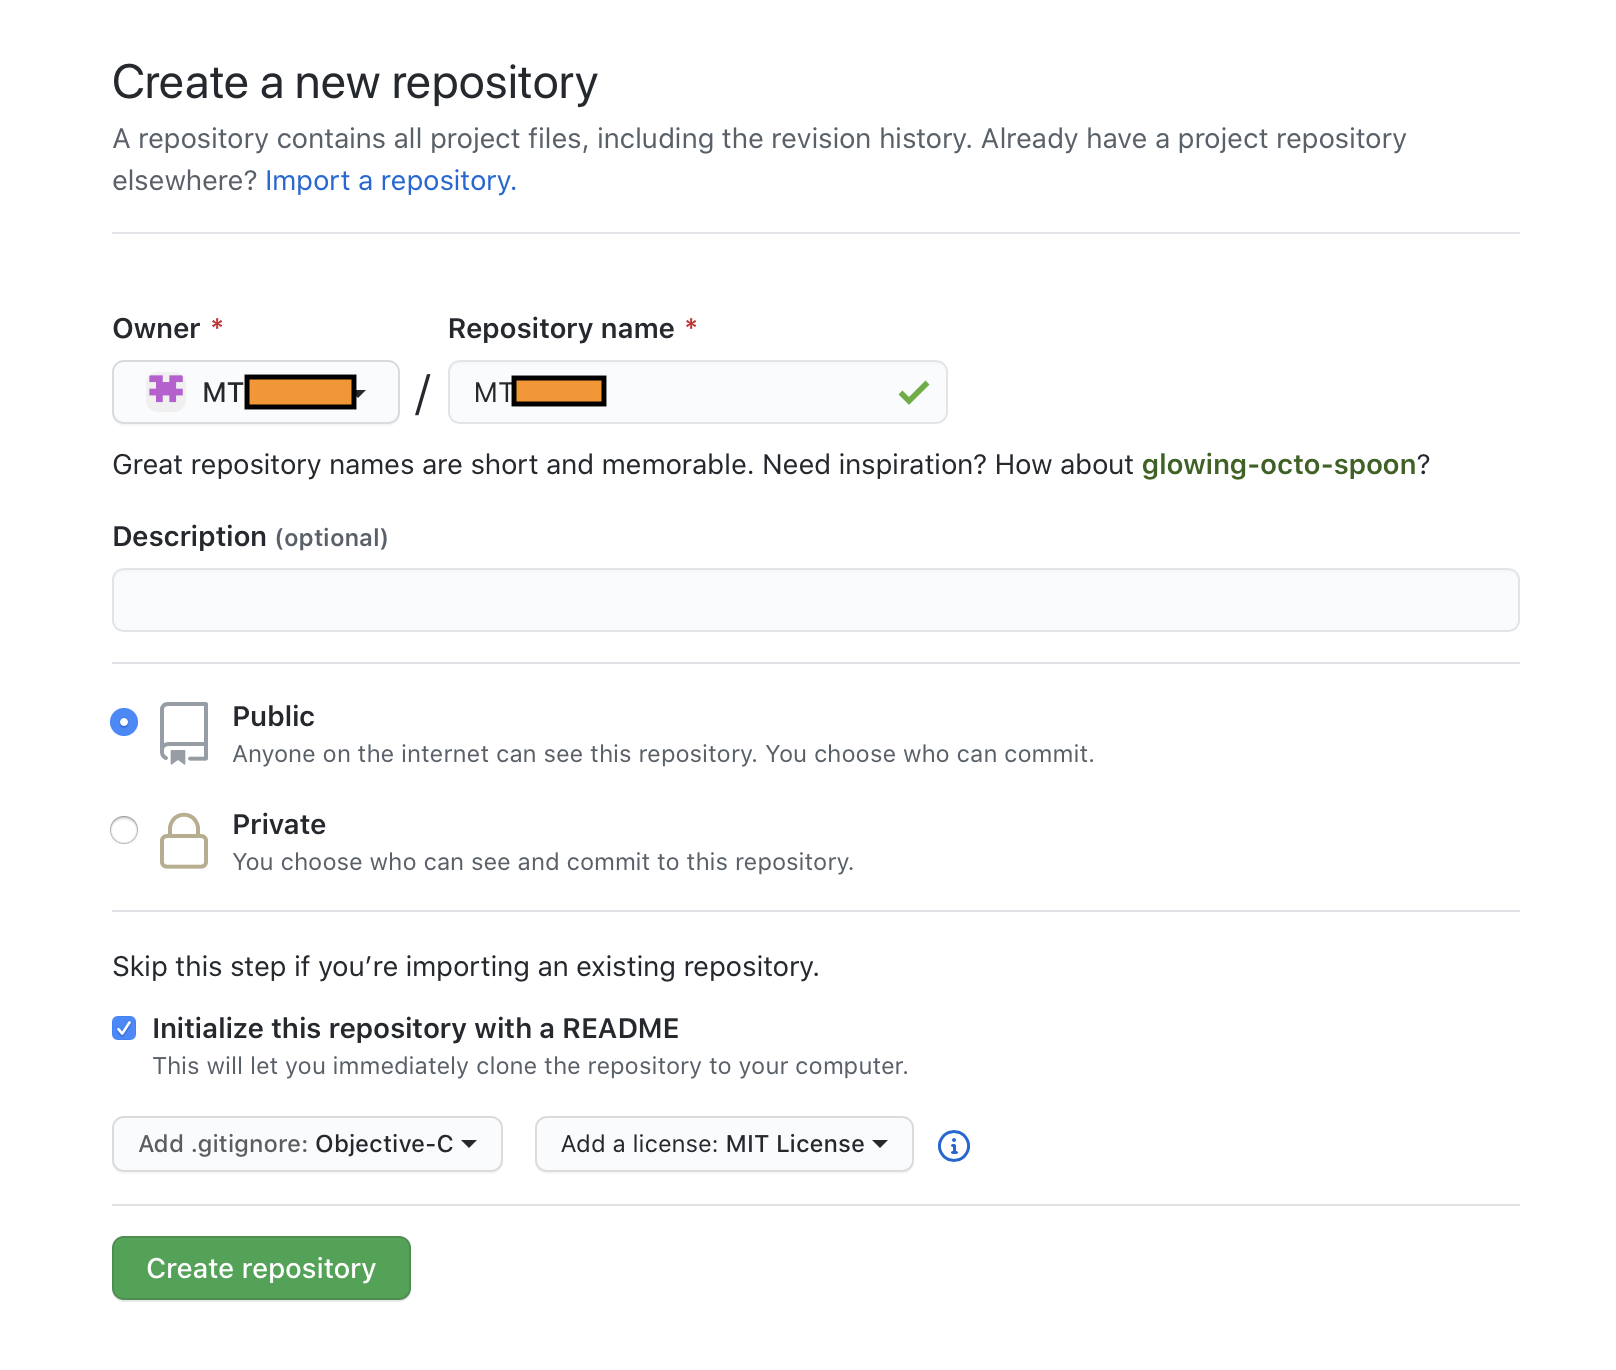 Create a new repository
A repository contains all project files, including the revision history. Already have a project repository
elsewhere? Import a repository.
Owner * Repository name *
MT / MT
Great repository names are short and memorable. Need inspiration? How about glowing-octo-spoon?
Description (optional)
Public
Anyone on the internet can see this repository. You choose who can commit.
Private
You choose who can see and commit to this repository.
Skip this step if you’re importing an existing repository.
Initialize this repository with a README
This will let you immediately clone the repository to your computer.
Add .gitignore: Objective-C Add a license: MIT License
Create repository